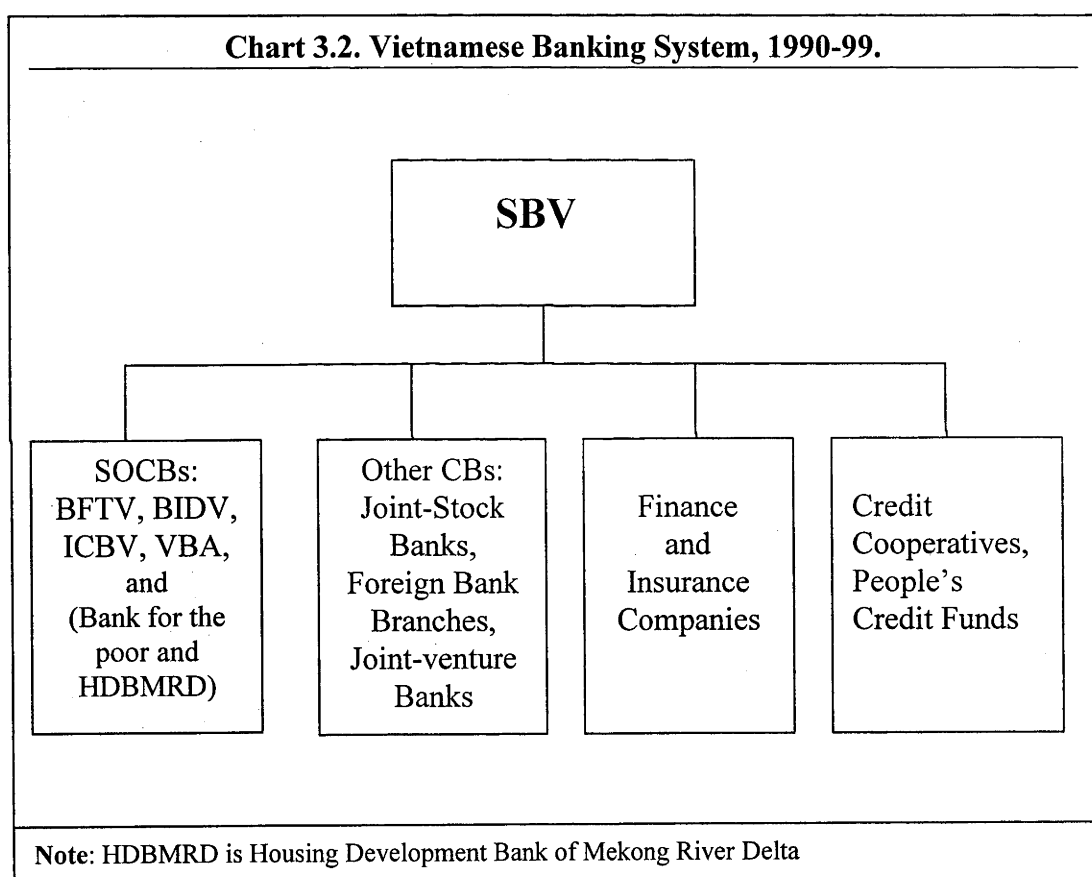 Chart 3.2. Vietnamese Banking System, 1990-99.
SBV
SOCBs:
BFTV, BIDV,
ICBV, VBA,
and
(Bank for the
poor and
HDBMRD)
Other CBs:
Joint-Stock
Banks,
Foreign Bank
Branches,
Joint-venture
Banks
Finance
and
Insurance
Companies
Credit
Cooperatives,
People's
Credit Funds
Note: HDBMRD is Housing Development Bank of Mekong River Delta